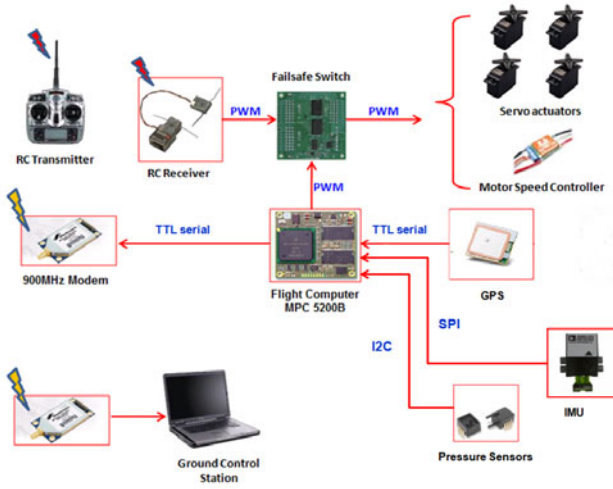 Failsafe Switch
PWM
PWM
Servo actuators
RC Transmitter
RC Receiver
PWM
Motor Speed Controller
TTL serial
TTL serial
900MHz Modem
Flight Computer
MPC 5200B
GPS
SPI
I2C
IMU
Pressure Sensors
Ground Control
Station